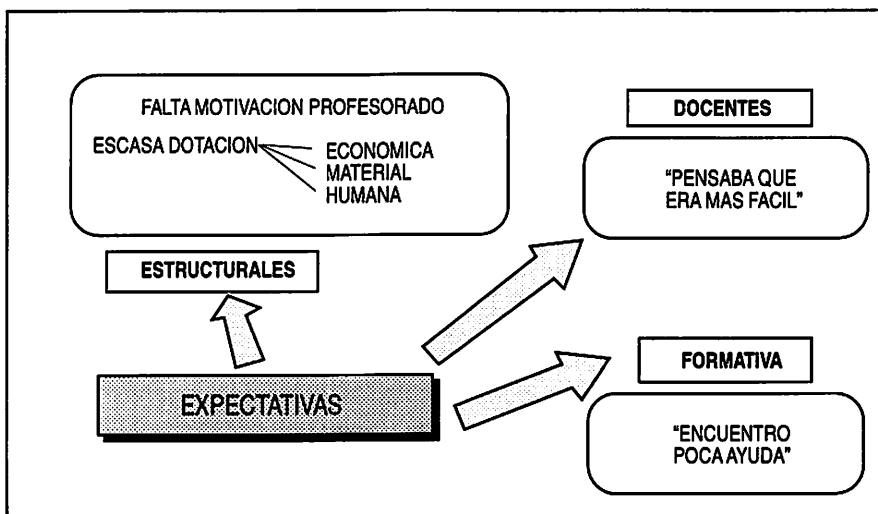 FALTA MOTIVACION PROFESORADO
ESCASA DOTACION
ECONOMICA
MATERIAL
HUMANA
ESTRUCTURALES
DOCENTES
“PENSABA QUE
ERA MAS FACIL”
EXPECTATIVAS
FORMATIVA
“ENCUENTRO
POCA AYUDA”